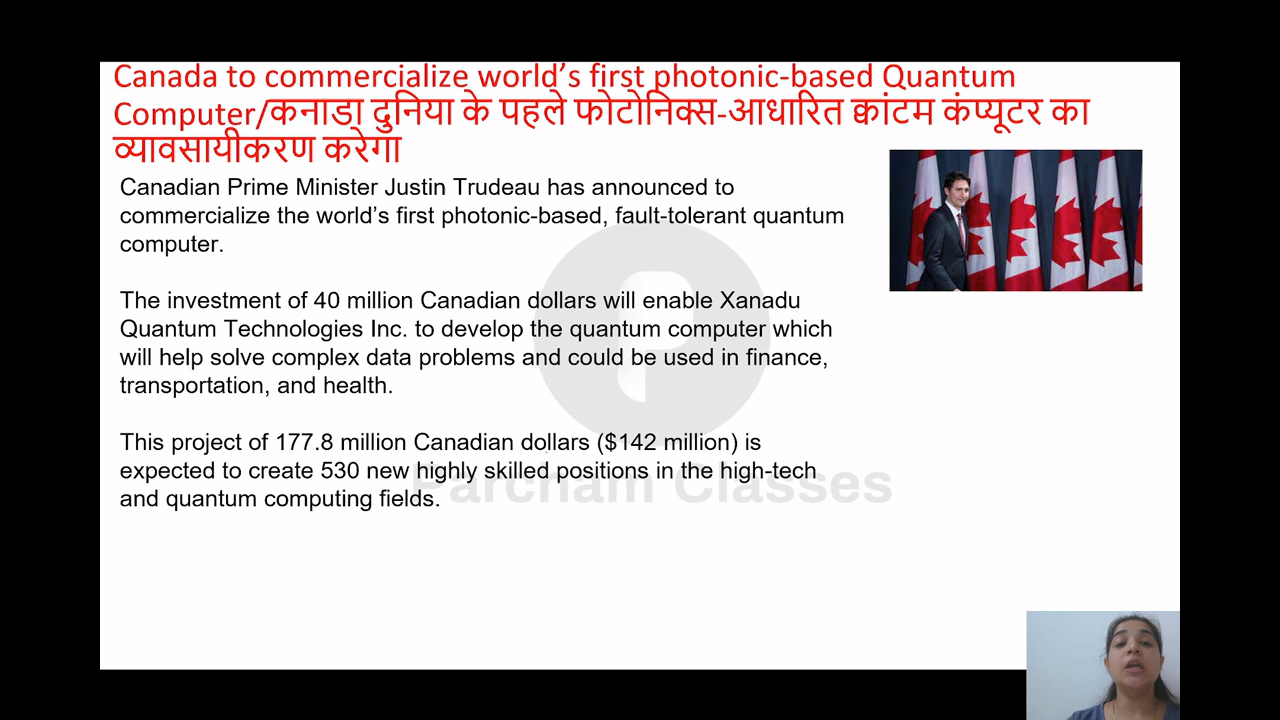 Canada to commercialize world’s first photonic-based Quantum
Computer/कनाडा दुनिया के पहले फोटोनिक्स-आधारित क्वांटम कंप्यूटर का
व्यावसायीकरण करेगा
Canadian Prime Minister Justin Trudeau has announced to
commercialize the world’s first photonic-based, fault-tolerant quantum
computer.
The investment of 40 million Canadian dollars will enable Xanadu
Quantum Technologies Inc. to develop the quantum computer which
will help solve complex data problems and could be used in finance,
transportation, and health.
This project of 177.8 million Canadian dollars ($142 million) is
expected to create 530 new highly skilled positions in the high-tech
and quantum computing fields.
Parcham Classes